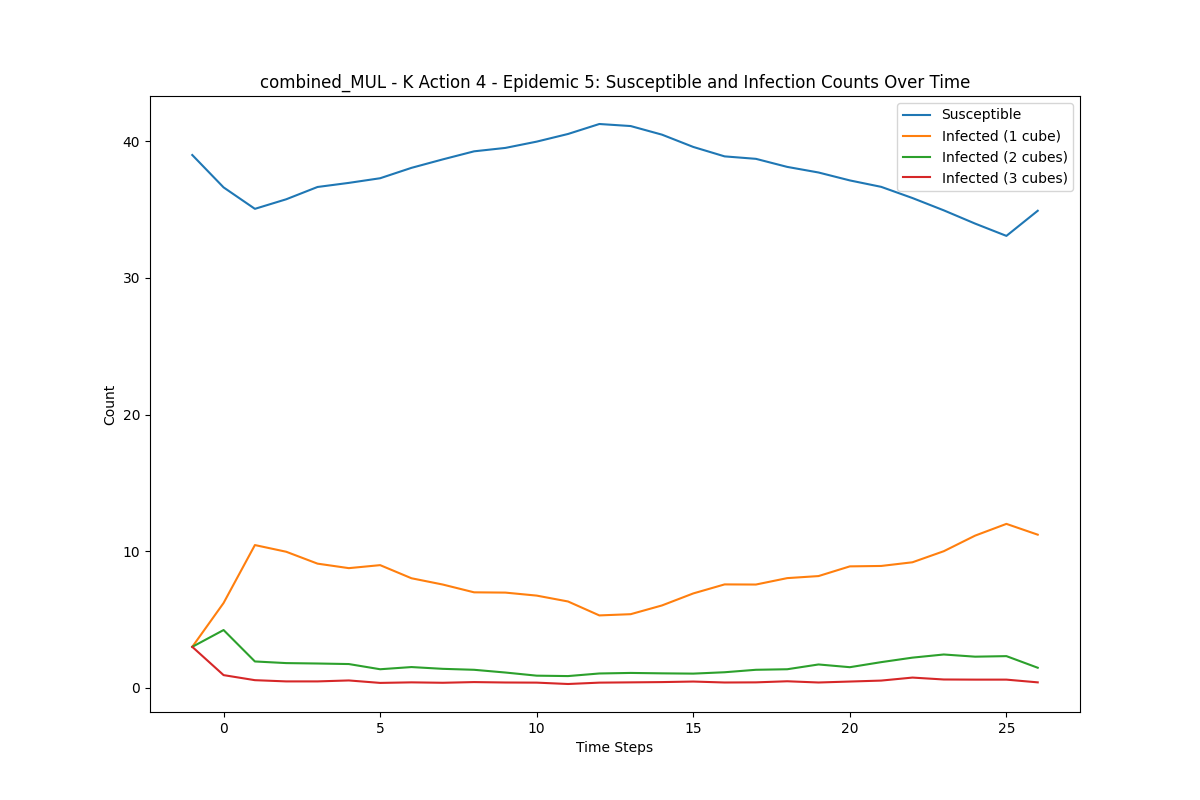 combined_MUL - K Action 4 - Epidemic 5: Susceptible and Infection Counts Over Time
Susceptible
Infected (1 cube)
Infected (2 cubes)
Infected (3 cubes)
Count
40
30
20
10
0
0 5 10 15 20 25
Time Steps